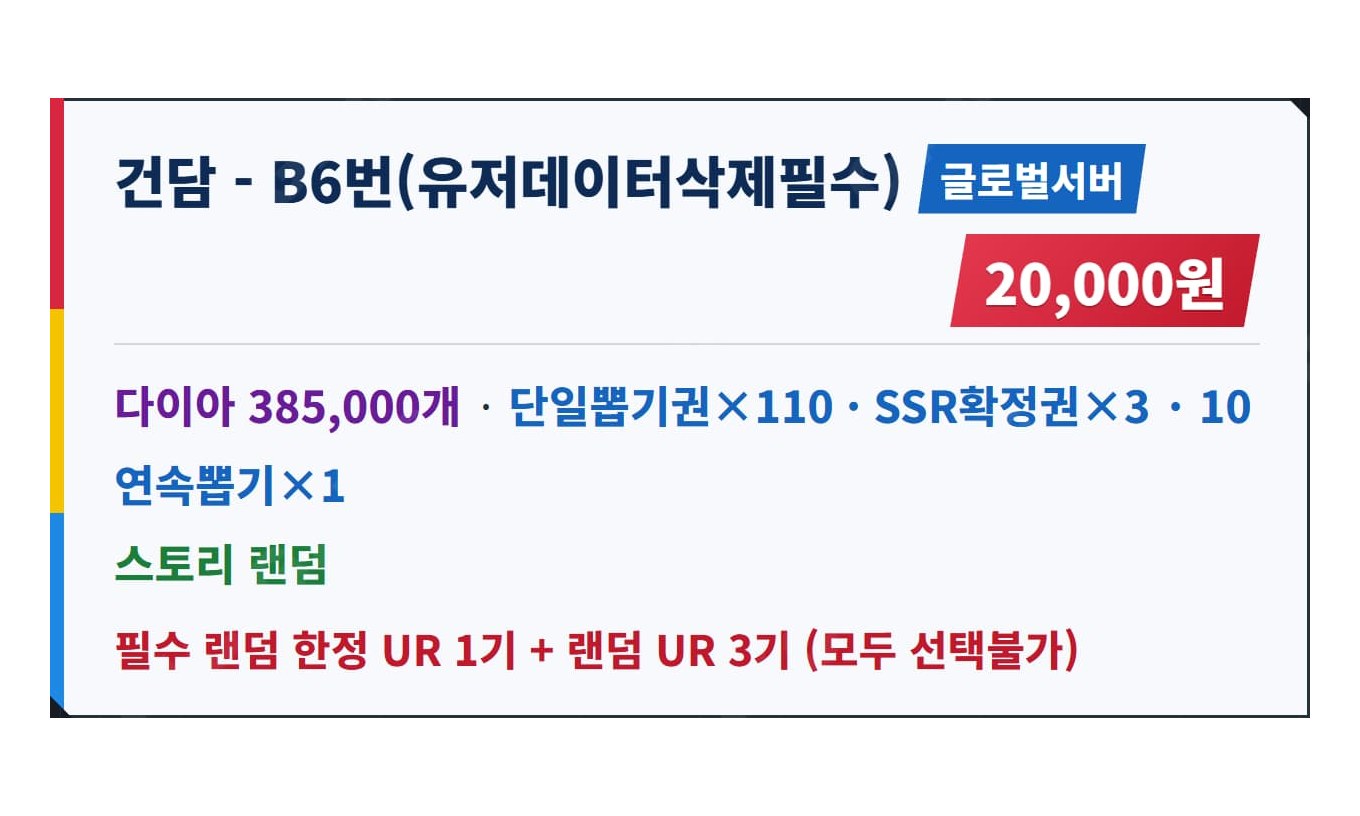 건담 - B6번(유저데이터삭제필수) 글로벌서버
20,000원
다이아 385,000개 · 단일뽑기권×110 · SSR확정권×3 · 10
연속뽑기×1
스토리 랜덤
필수 랜덤 한정 UR 1기 + 랜덤 UR 3기 (모두 선택불가)